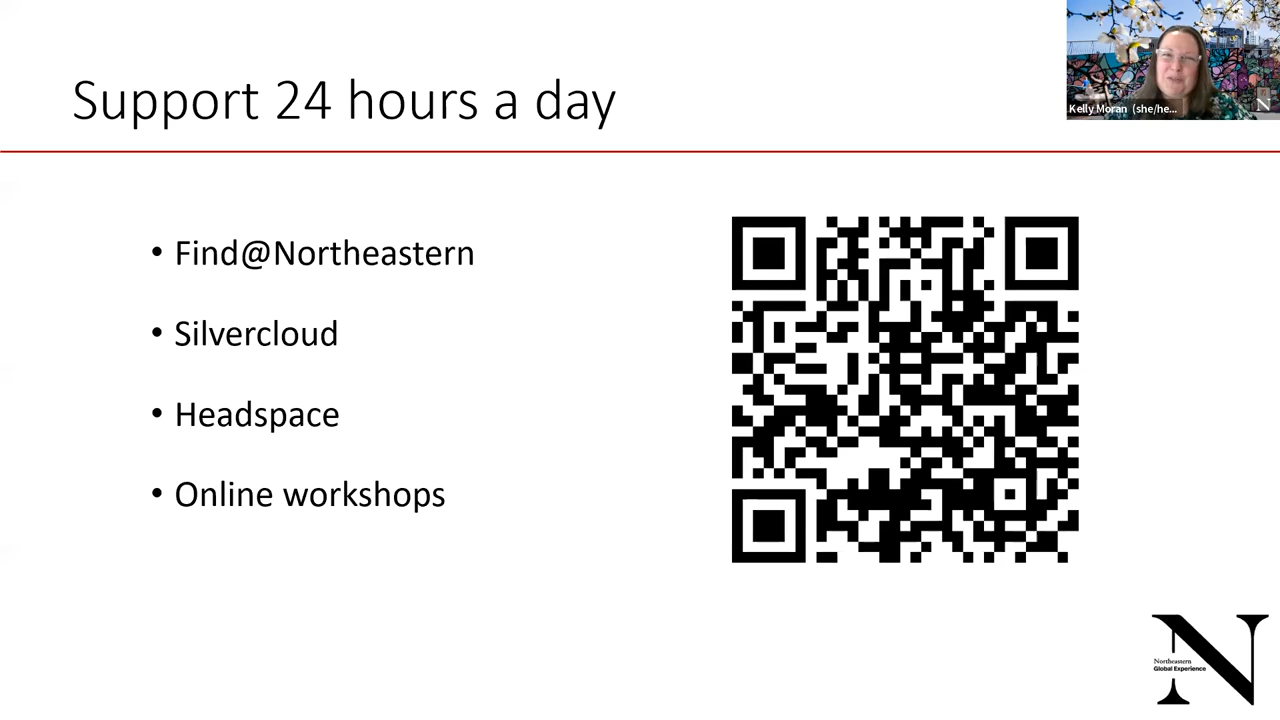 Support 24 hours a day
Kelly Moran (she/he...
N
• Find@Northeastern
• Silvercloud
• Headspace
• Online workshops
N
Northeastern
Global Experience